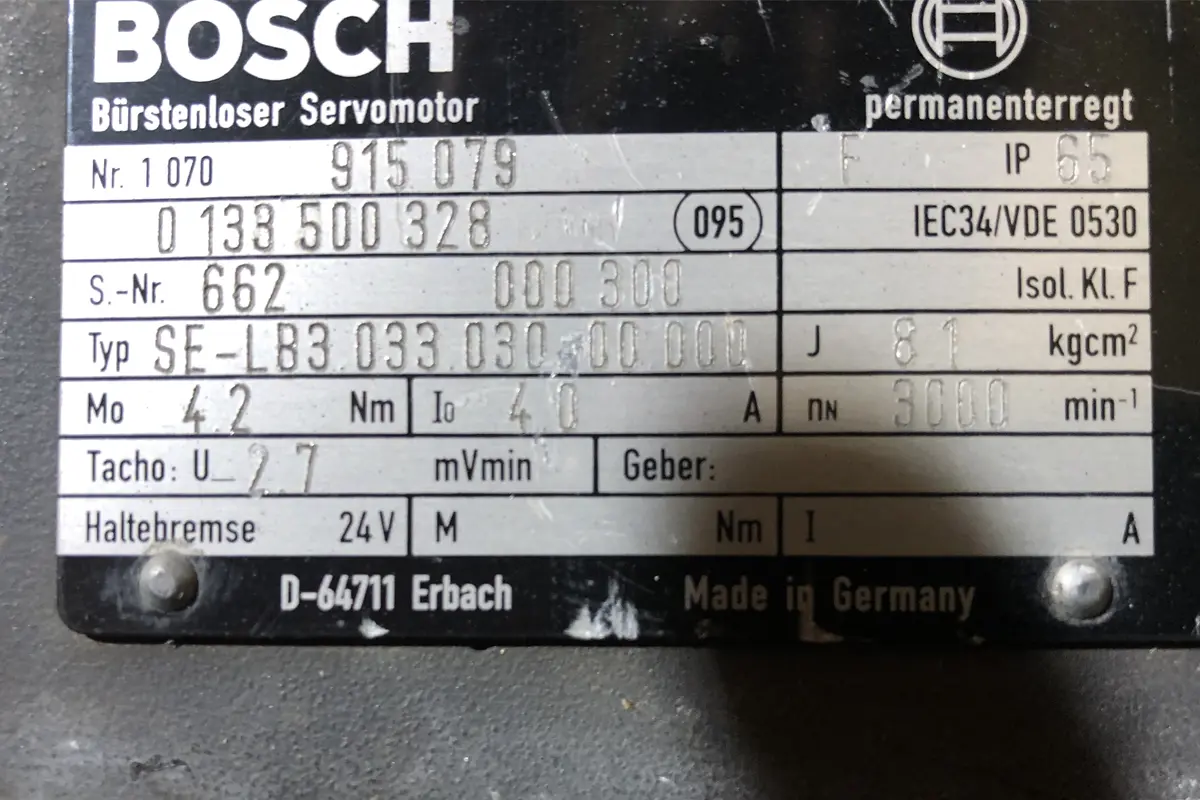 BOSCH
Bürstenloser Servomotor permanenterregt
Nr. 1 070 915 079 F IP 65
0 133 500 328 095 IEC34/VDE 0530
S.-Nr. 662 000 300 Isol. Kl. F
Typ SE-LB3.033.030-00.000 J 8.1 kgcm²
Mo 4.2 Nm I₀ 4.0 A nN 3000 min⁻¹
Tacho: U_ 2.7 mVmin Geber:
Haltebremse 24V M Nm I A
D-64711 Erbach Made in Germany